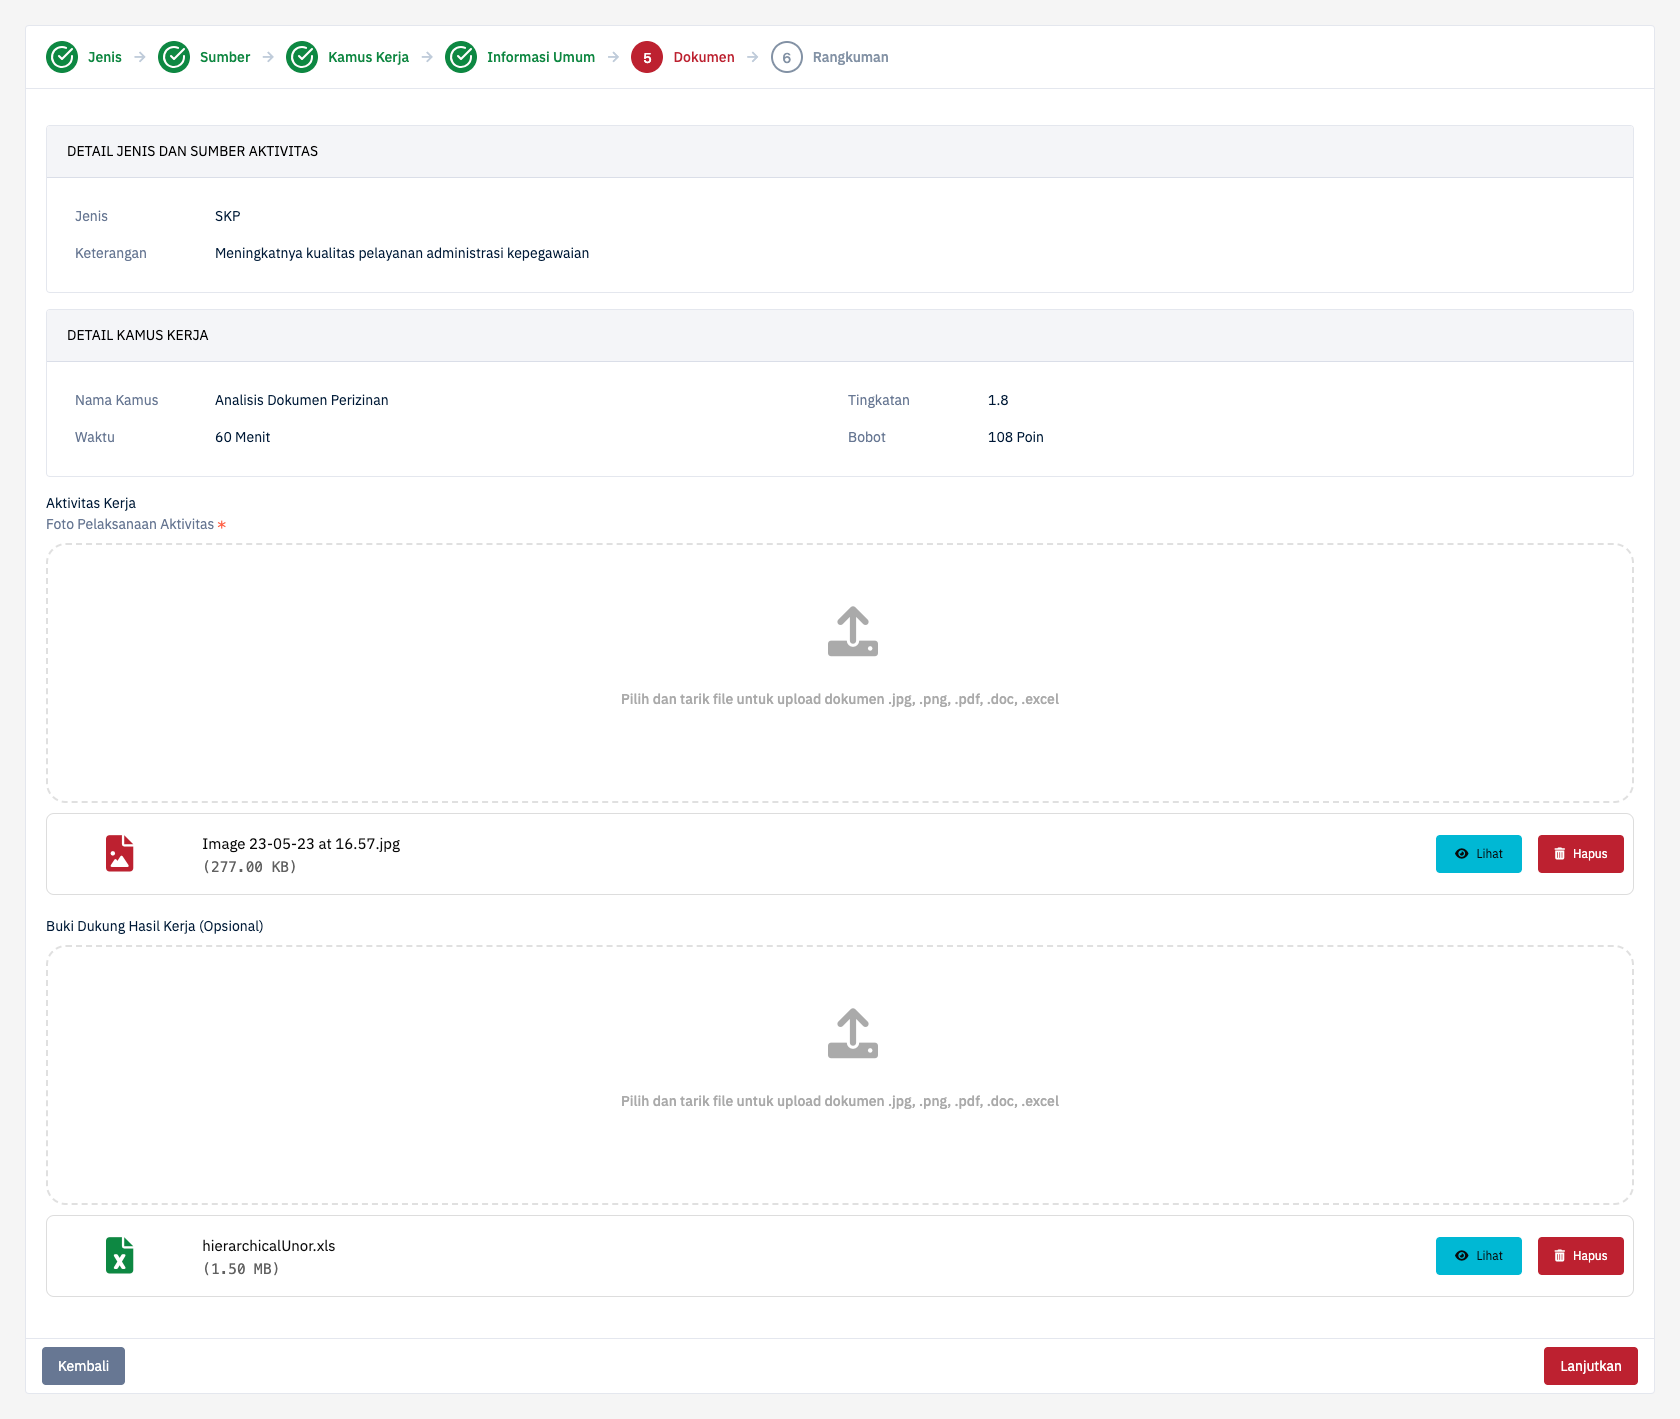 Jenis
Sumber
Kamus Kerja
Informasi Umum
5 Dokumen
6 Rangkuman
DETAIL JENIS DAN SUMBER AKTIVITAS
Jenis SKP
Keterangan Meningkatnya kualitas pelayanan administrasi kepegawaian
DETAIL KAMUS KERJA
Nama Kamus Analisis Dokumen Perizinan Tingkatan 1.8
Waktu 60 Menit Bobot 108 Poin
Aktivitas Kerja
Foto Pelaksanaan Aktivitas *
Pilih dan tarik file untuk upload dokumen .jpg, .png, .pdf, .doc, .excel
Image 23-05-23 at 16.57.jpg
(277.00 KB)
Lihat
Hapus
Buki Dukung Hasil Kerja (Opsional)
Pilih dan tarik file untuk upload dokumen .jpg, .png, .pdf, .doc, .excel
X
hierarchicalUnor.xls
(1.50 MB)
Lihat
Hapus
Kembali
Lanjutkan